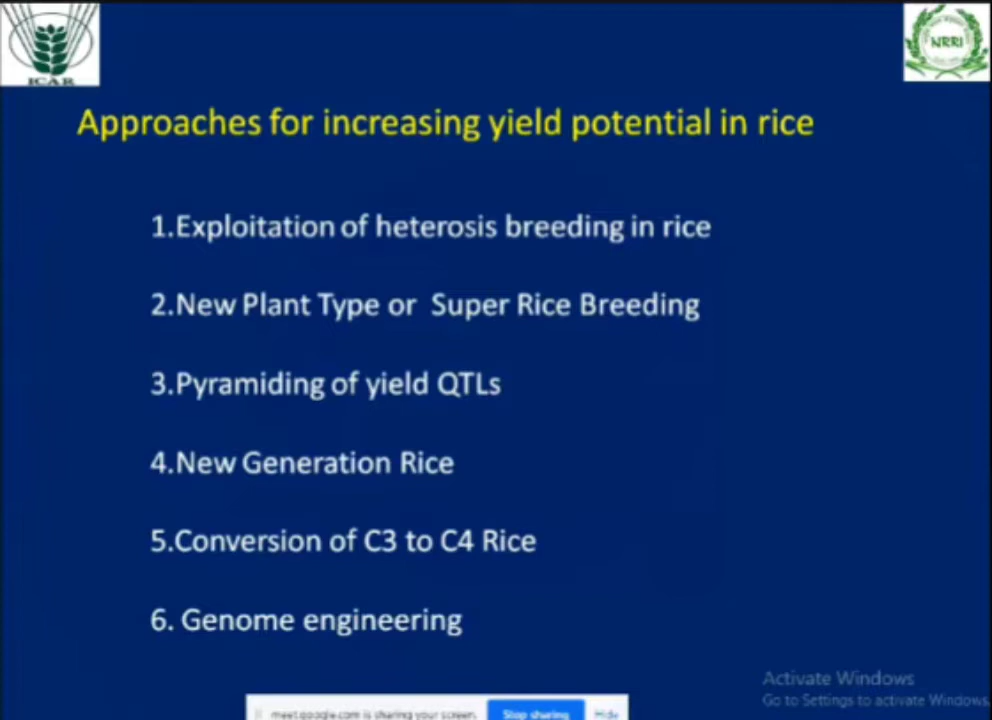 ICAR
NRRI
Approaches for increasing yield potential in rice
1.Exploitation of heterosis breeding in rice
2.New Plant Type or Super Rice Breeding
3.Pyramiding of yield QTLs
4.New Generation Rice
5.Conversion of C3 to C4 Rice
6. Genome engineering
Activate Windows
Go to Settings to activate Windows.
meet.google.com is sharing your screen. Stop sharing Hide